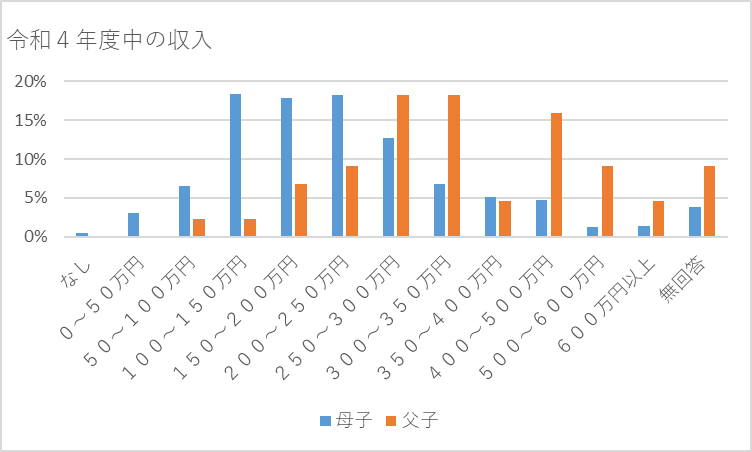 令和４年度中の収入
20%
15%
10%
5%
0%
なし
０～５０万円
５０～１００万円
１００～１５０万円
１５０～２００万円
２００～２５０万円
２５０～３００万円
３００～３５０万円
３５０～４００万円
４００～５００万円
５００～６００万円
６００万円以上
無回答
母子 父子